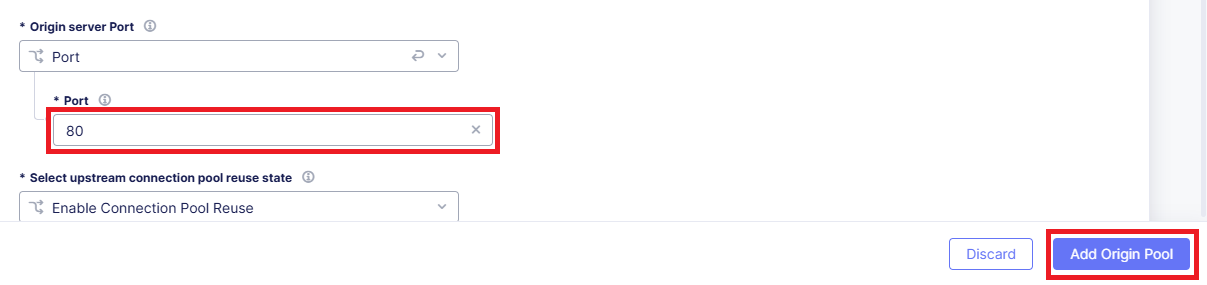 * Origin server Port
Port
* Port
80
* Select upstream connection pool reuse state
Enable Connection Pool Reuse
Discard
Add Origin Pool